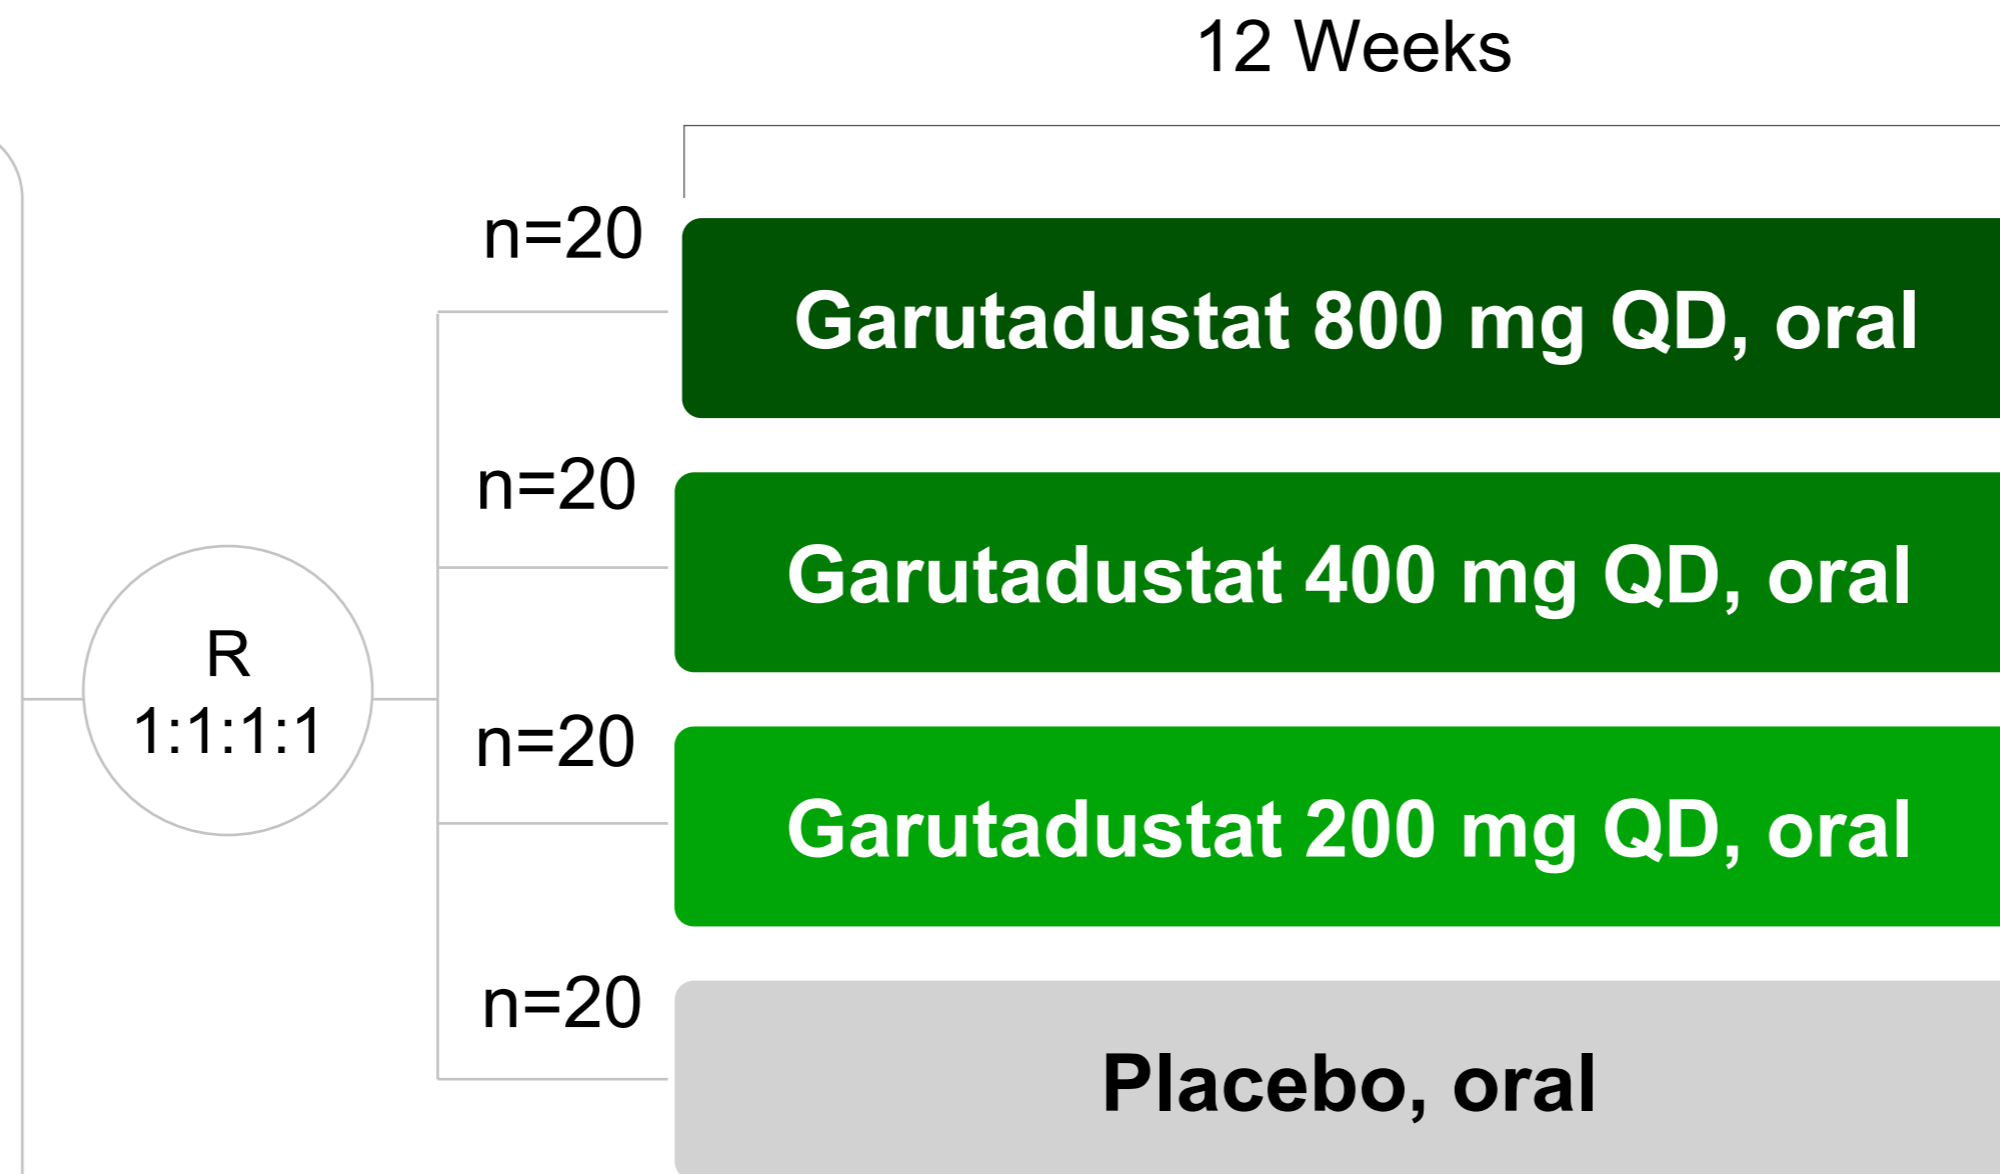 12 Weeks
n=20
Garutadustat 800 mg QD, oral
n=20
Garutadustat 400 mg QD, oral
R
1:1:1:1
n=20
Garutadustat 200 mg QD, oral
n=20
Placebo, oral